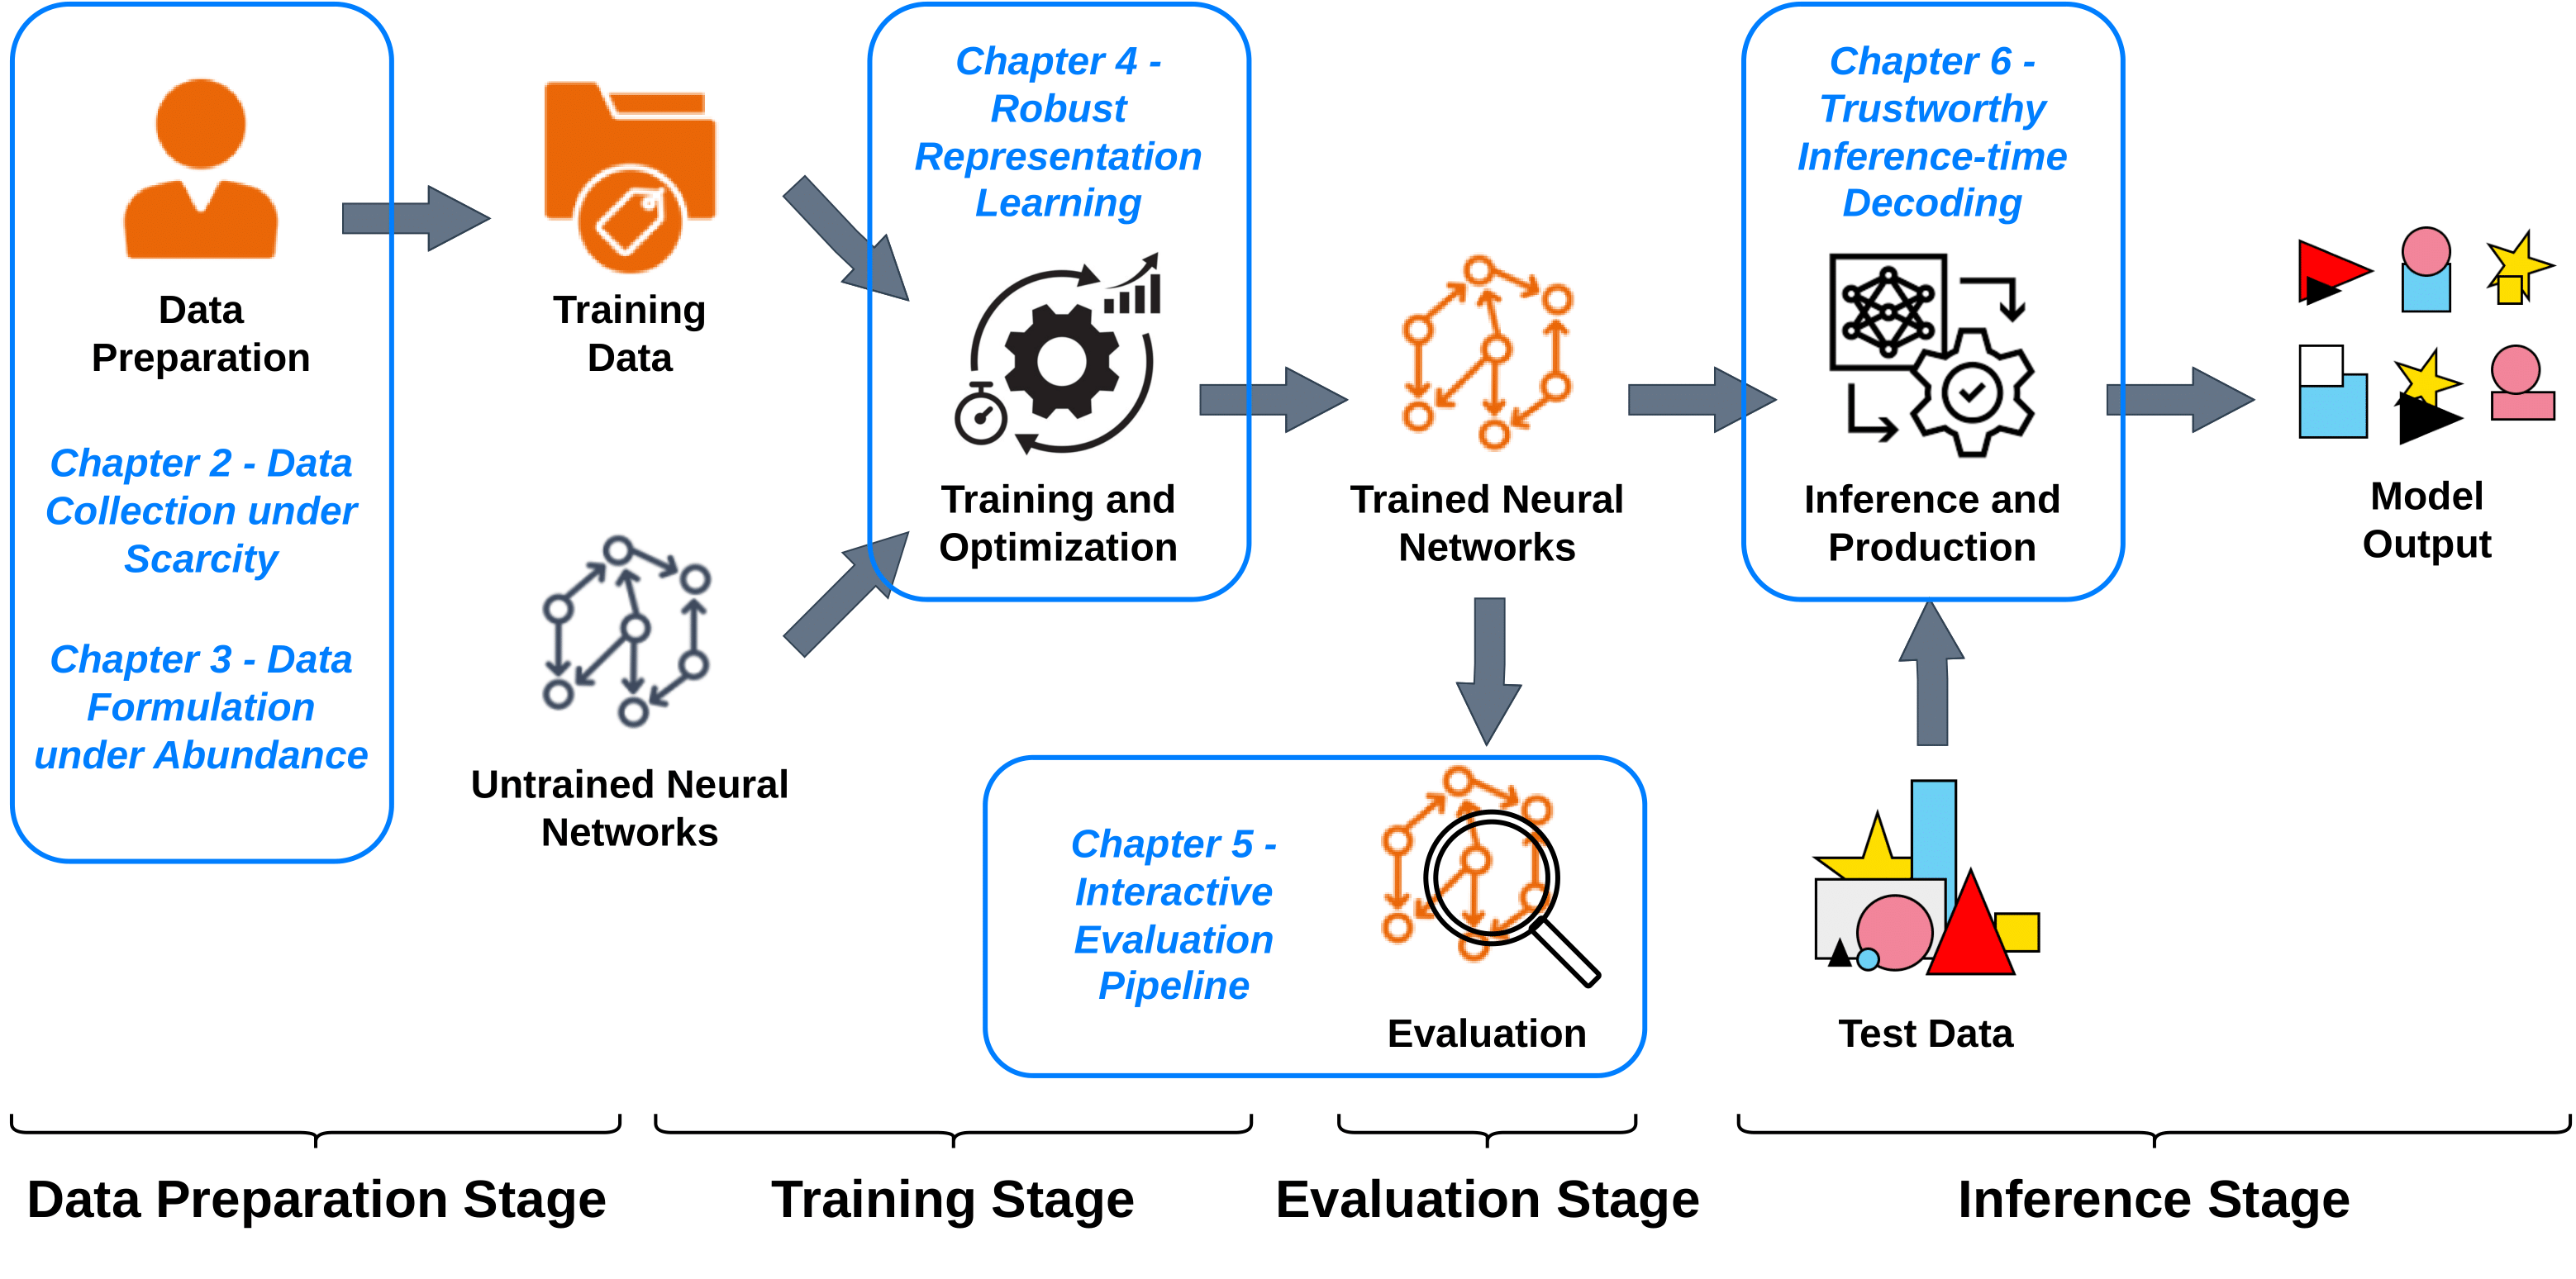 Data
Preparation
Chapter 2 - Data
Collection under
Scarcity
Chapter 3 - Data
Formulation
under Abundance
Training
Data
Untrained Neural
Networks
Chapter 4 -
Robust
Representation
Learning
Training and
Optimization
Trained Neural
Networks
Chapter 5 -
Interactive
Evaluation
Pipeline
Evaluation
Chapter 6 -
Trustworthy
Inference-time
Decoding
Inference and
Production
Test Data
Model
Output
Data Preparation Stage
Training Stage
Evaluation Stage
Inference Stage